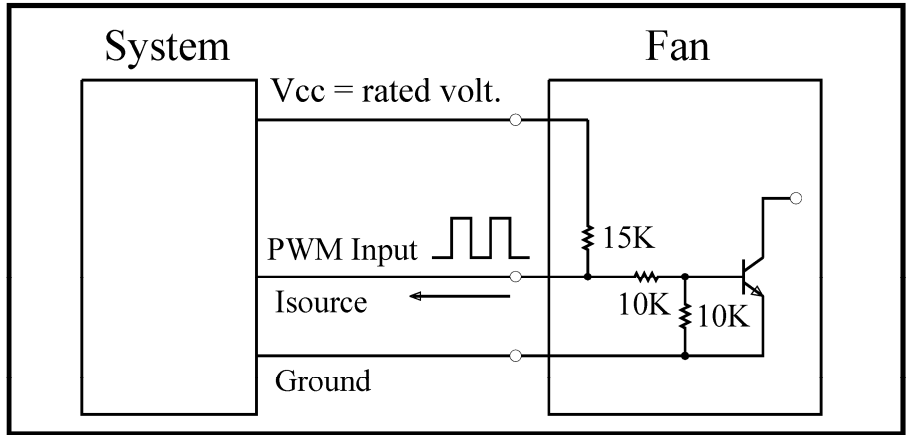 System
Fan
Vcc = rated volt.
15K
PWM Input
Isource
10K
10K
Ground